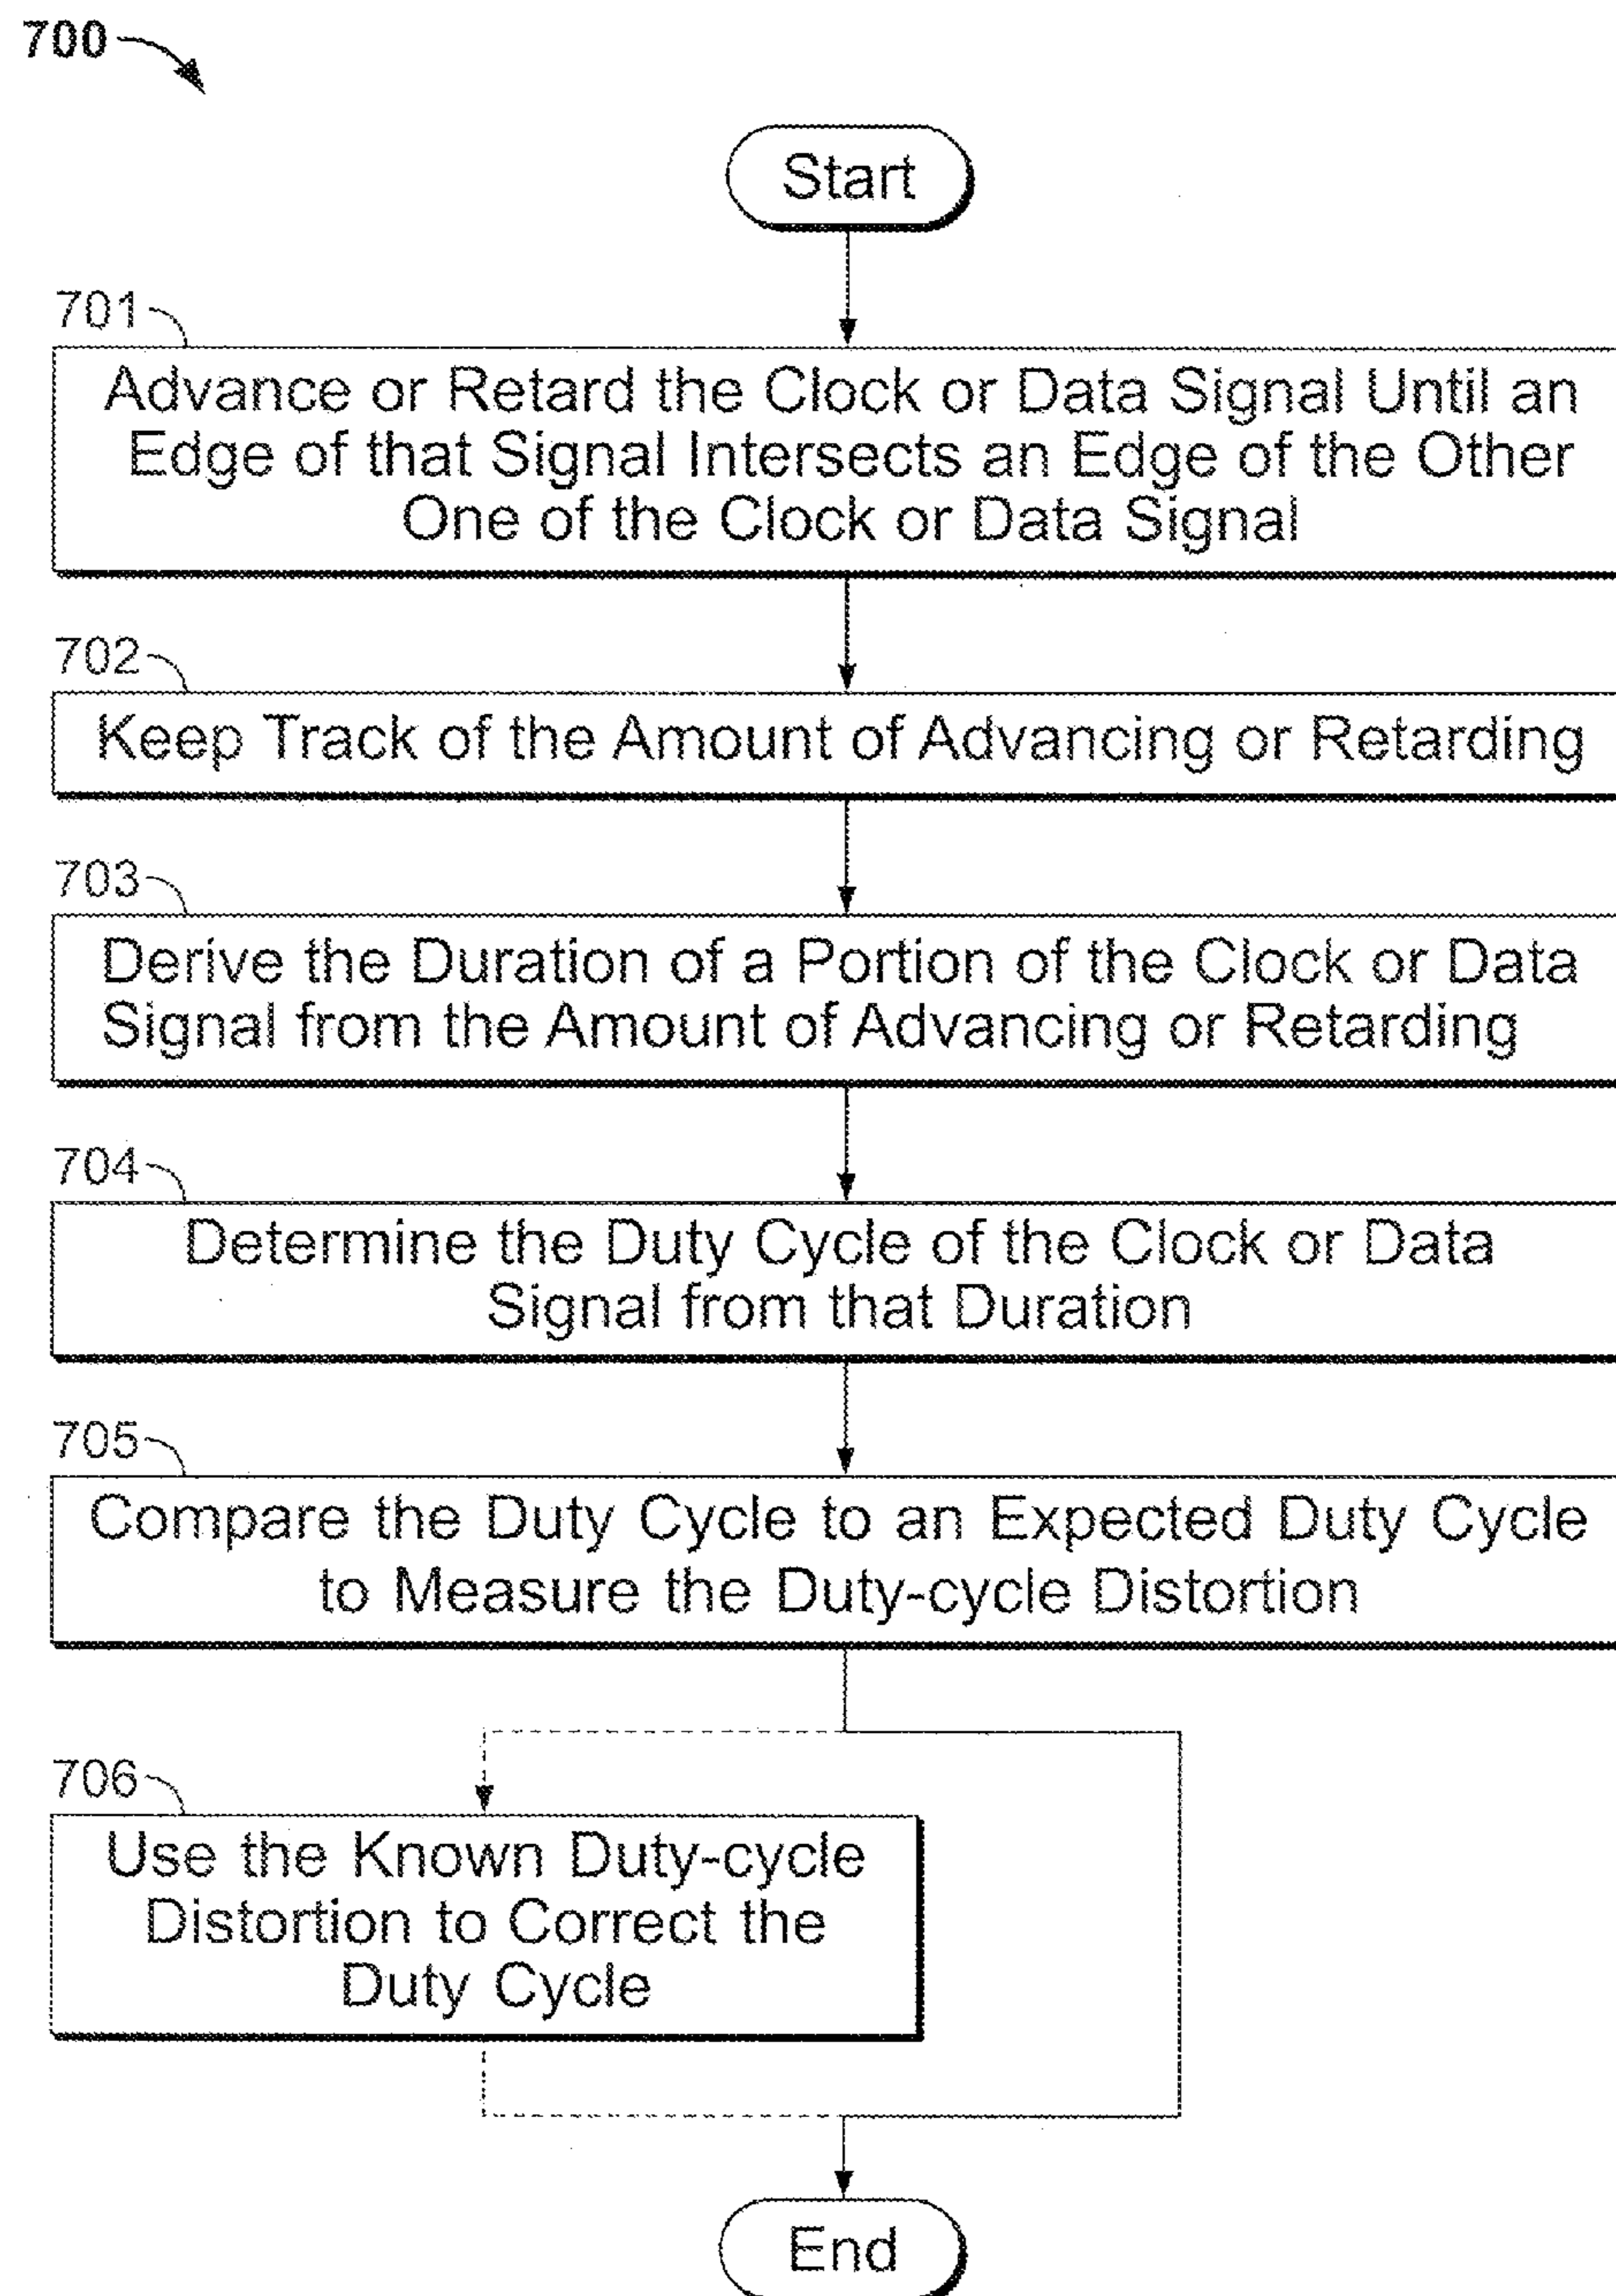 700
Start
701
Advance or Retard the Clock or Data Signal Until an
Edge of that Signal Intersects an Edge of the Other
One of the Clock or Data Signal
702
Keep Track of the Amount of Advancing or Retarding
703
Derive the Duration of a Portion of the Clock or Data
Signal from the Amount of Advancing or Retarding
704
Determine the Duty Cycle of the Clock or Data
Signal from that Duration
705
Compare the Duty Cycle to an Expected Duty Cycle
to Measure the Duty-cycle Distortion
706
Use the Known Duty-cycle
Distortion to Correct the
Duty Cycle
End